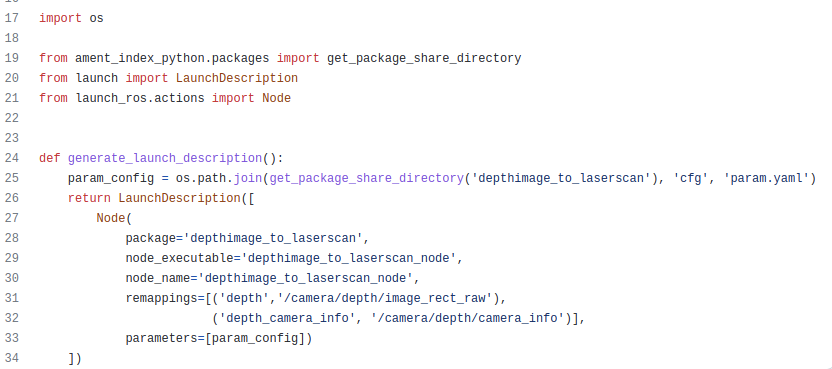 17 import os
18
19 from ament_index_python.packages import get_package_share_directory
20 from launch import LaunchDescription
21 from launch_ros.actions import Node
22
23
24 def generate_launch_description():
25     param_config = os.path.join(get_package_share_directory('depthimage_to_laserscan'), 'cfg', 'param.yaml')
26     return LaunchDescription([
27         Node(
28             package='depthimage_to_laserscan',
29             node_executable='depthimage_to_laserscan_node',
30             node_name='depthimage_to_laserscan_node',
31             remappings=[('depth','/camera/depth/image_rect_raw'),
32                         ('depth_camera_info', '/camera/depth/camera_info')],
33             parameters=[param_config])
34     ])